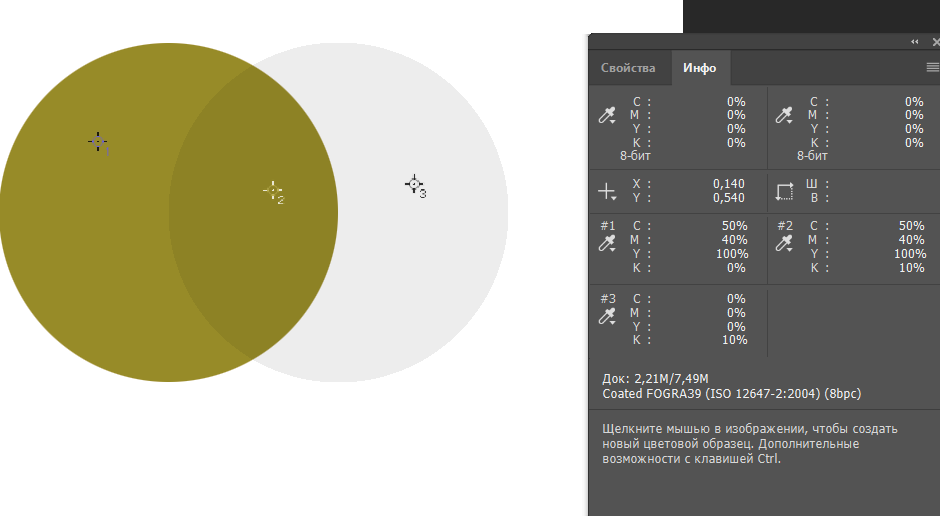 Свойства Инфо
C : 0% C : 0%
M : 0% M : 0%
Y : 0% Y : 0%
K : 0% K : 0%
8-бит 8-бит
X : 0,140 Ш :
Y : 0,540 В :
#1 C : 50% #2 C : 50%
M : 40% M : 40%
Y : 100% Y : 100%
K : 0% K : 10%
#3 C : 0%
M : 0%
Y : 0%
K : 10%
Док: 2,21M/7,49M
Coated FOGRA39 (ISO 12647-2:2004) (8bpc)
Щелкните мышью в изображении, чтобы создать
новый цветовой образец. Дополнительные
возможности с клавишей Ctrl.
1
2
3